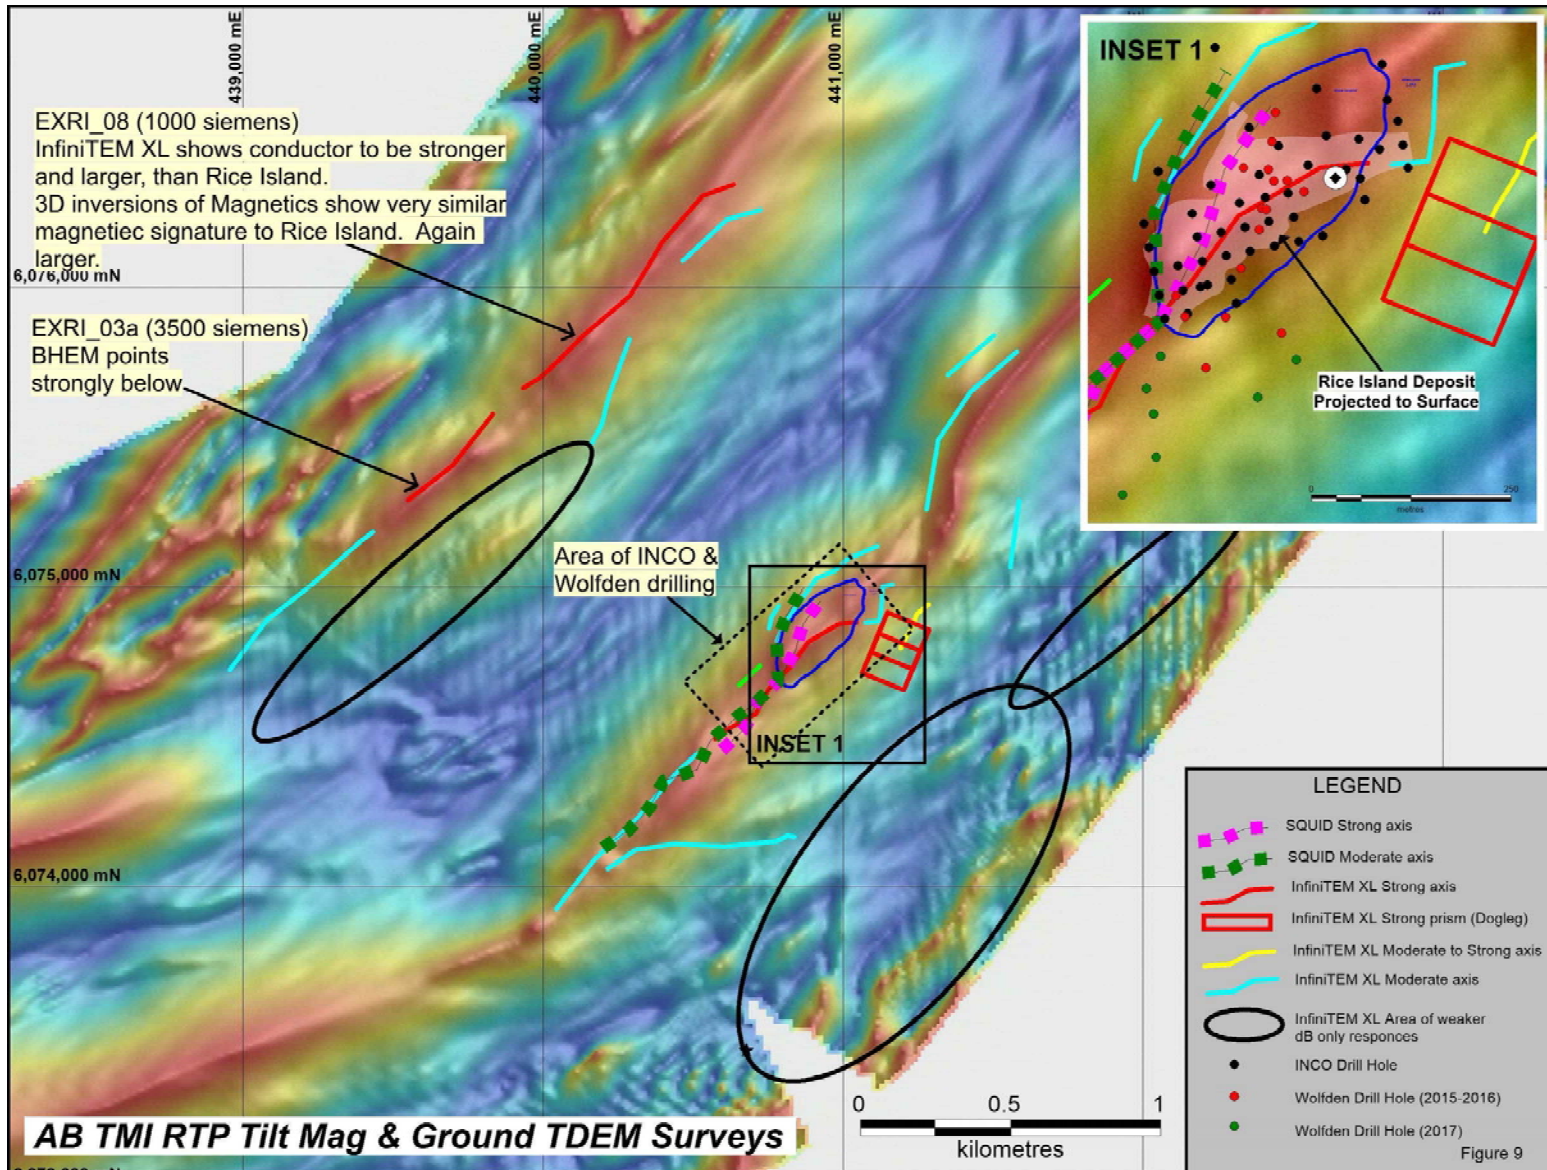 439,000 mE
440,000 mE
441,000 mE
EXRI_08 (1000 siemens)
InfiniTEM XL shows conductor to be stronger
and larger, than Rice Island.
3D inversions of Magnetics show very similar
magnetiec signature to Rice Island. Again
larger.
6,076,000 mN
EXRI_03a (3500 siemens)
BHEM points
strongly below
INSET 1
Rice Island Deposit
Projected to Surface
0 250
metres
Area of INCO &
Wolfden drilling
6,075,000 mN
INSET 1
6,074,000 mN
LEGEND
SQUID Strong axis
SQUID Moderate axis
InfiniTEM XL Strong axis
InfiniTEM XL Strong prism (Dogleg)
InfiniTEM XL Moderate to Strong axis
InfiniTEM XL Moderate axis
InfiniTEM XL Area of weaker
dB only responces
INCO Drill Hole
Wolfden Drill Hole (2015-2016)
Wolfden Drill Hole (2017)
Figure 9
0 0.5 1
kilometres
AB TMI RTP Tilt Mag & Ground TDEM Surveys